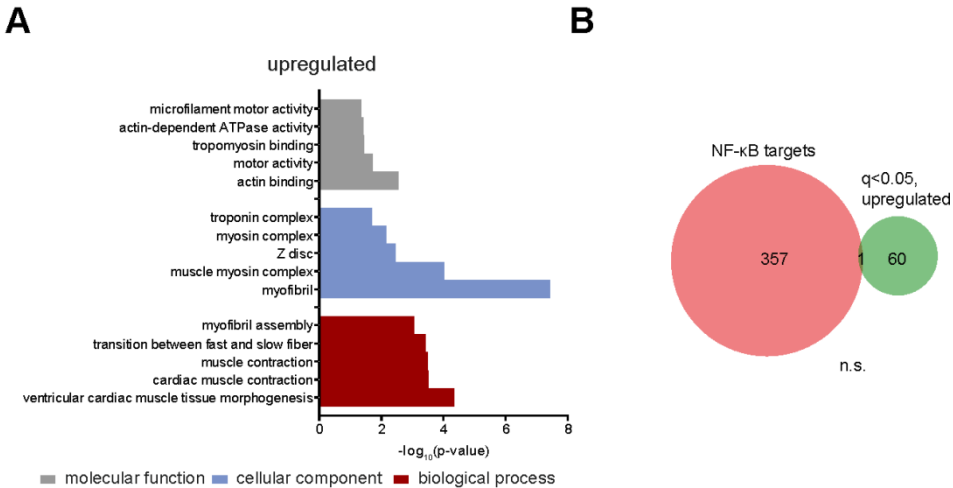 A
B
upregulated
microfilament motor activity
actin-dependent ATPase activity
tropomyosin binding
motor activity
actin binding
troponin complex
myosin complex
Z disc
muscle myosin complex
myofibril
myofibril assembly
transition between fast and slow fiber
muscle contraction
cardiac muscle contraction
ventricular cardiac muscle tissue morphogenesis
0 2 4 6 8
-log10(p-value)
molecular function cellular component biological process
NF-κB targets
q<0.05,
upregulated
357 1 60
n.s.